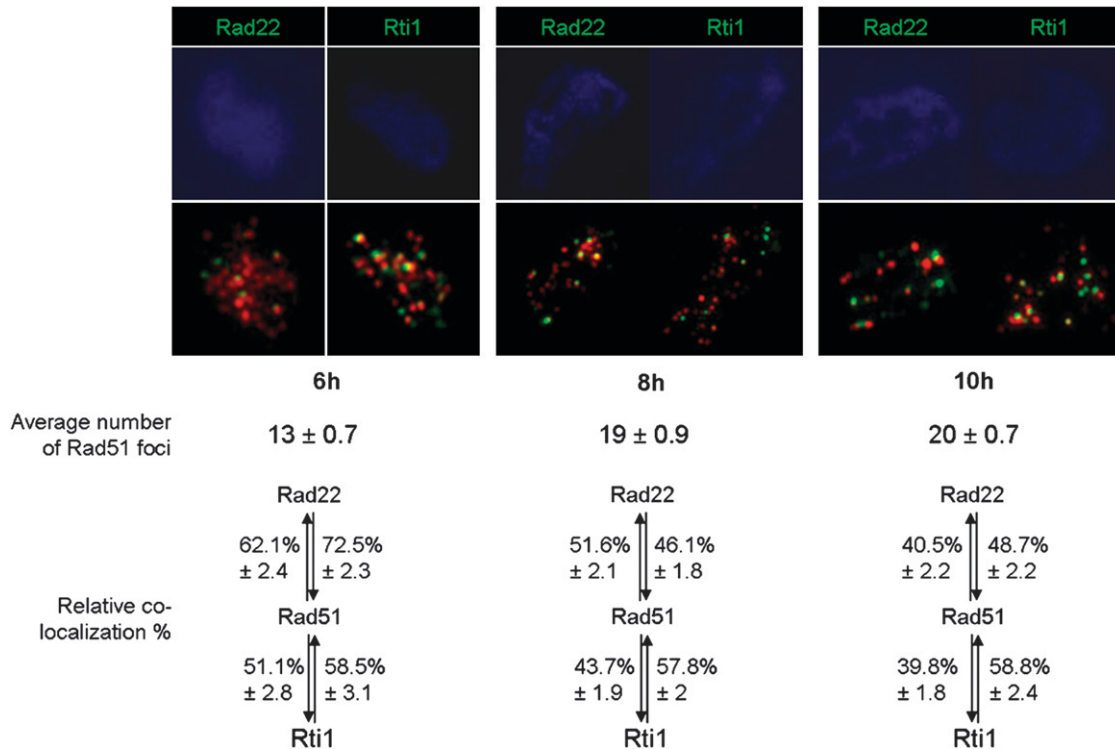 Rad22 Rti1 Rad22 Rti1 Rad22 Rti1
6h 8h 10h
Average number
of Rad51 foci
13 ± 0.7 19 ± 0.9 20 ± 0.7
Rad22 Rad22 Rad22
62.1% 72.5% 51.6% 46.1% 40.5% 48.7%
± 2.4 ± 2.3 ± 2.1 ± 1.8 ± 2.2 ± 2.2
Relative co-
localization %
Rad51 Rad51 Rad51
51.1% 58.5% 43.7% 57.8% 39.8% 58.8%
± 2.8 ± 3.1 ± 1.9 ± 2 ± 1.8 ± 2.4
Rti1 Rti1 Rti1